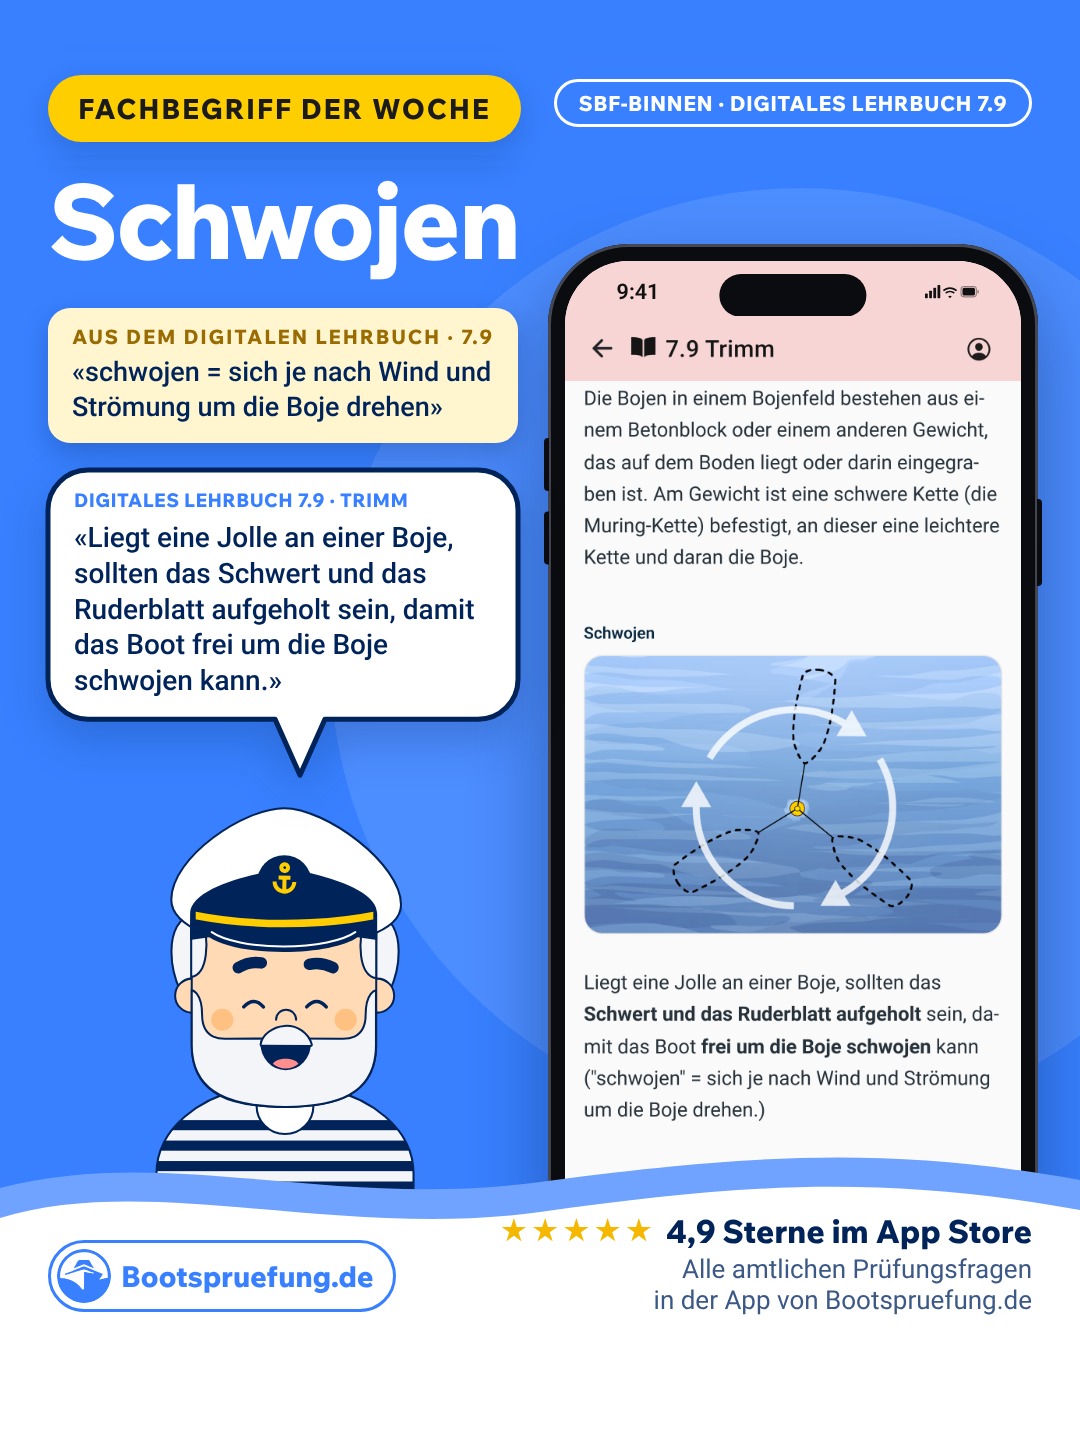 FACHBEGRIFF DER WOCHE
SBF-BINNEN · DIGITALES LEHRBUCH 7.9
Schwojen
AUS DEM DIGITALEN LEHRBUCH · 7.9
«schwojen = sich je nach Wind und
Strömung um die Boje drehen»
DIGITALES LEHRBUCH 7.9 · TRIMM
«Liegt eine Jolle an einer Boje,
sollten das Schwert und das
Ruderblatt aufgeholt sein, damit
das Boot frei um die Boje
schwojen kann.»
9:41
7.9 Trimm
Die Bojen in einem Bojenfeld bestehen aus ei-
nem Betonblock oder einem anderen Gewicht,
das auf dem Boden liegt oder darin eingegra-
ben ist. Am Gewicht ist eine schwere Kette (die
Muring-Kette) befestigt, an dieser eine leichtere
Kette und daran die Boje.
Schwojen
Liegt eine Jolle an einer Boje, sollten das
Schwert und das Ruderblatt aufgeholt sein, da-
mit das Boot frei um die Boje schwojen kann
("schwojen" = sich je nach Wind und Strömung
um die Boje drehen.)
★★★★★ 4,9 Sterne im App Store
Alle amtlichen Prüfungsfragen
in der App von Bootspruefung.de
Bootspruefung.de